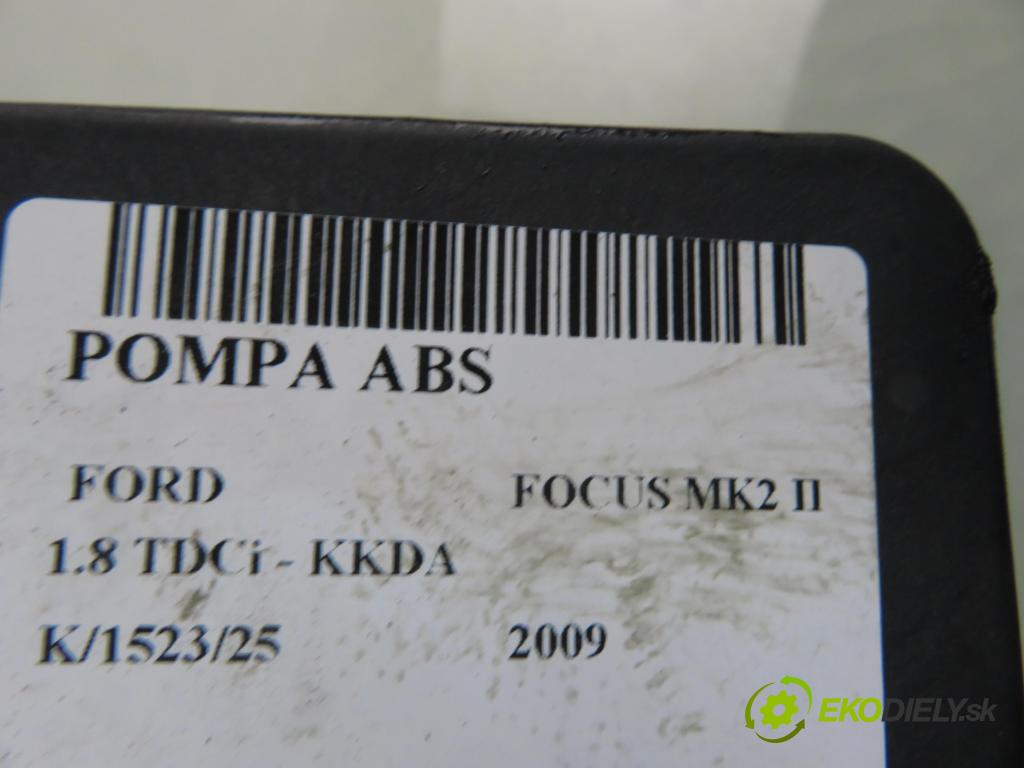 POMPA ABS
FORD FOCUS MK2 II
1.8 TDCi - KKDA
K/1523/25 2009
EKODIELY.sk